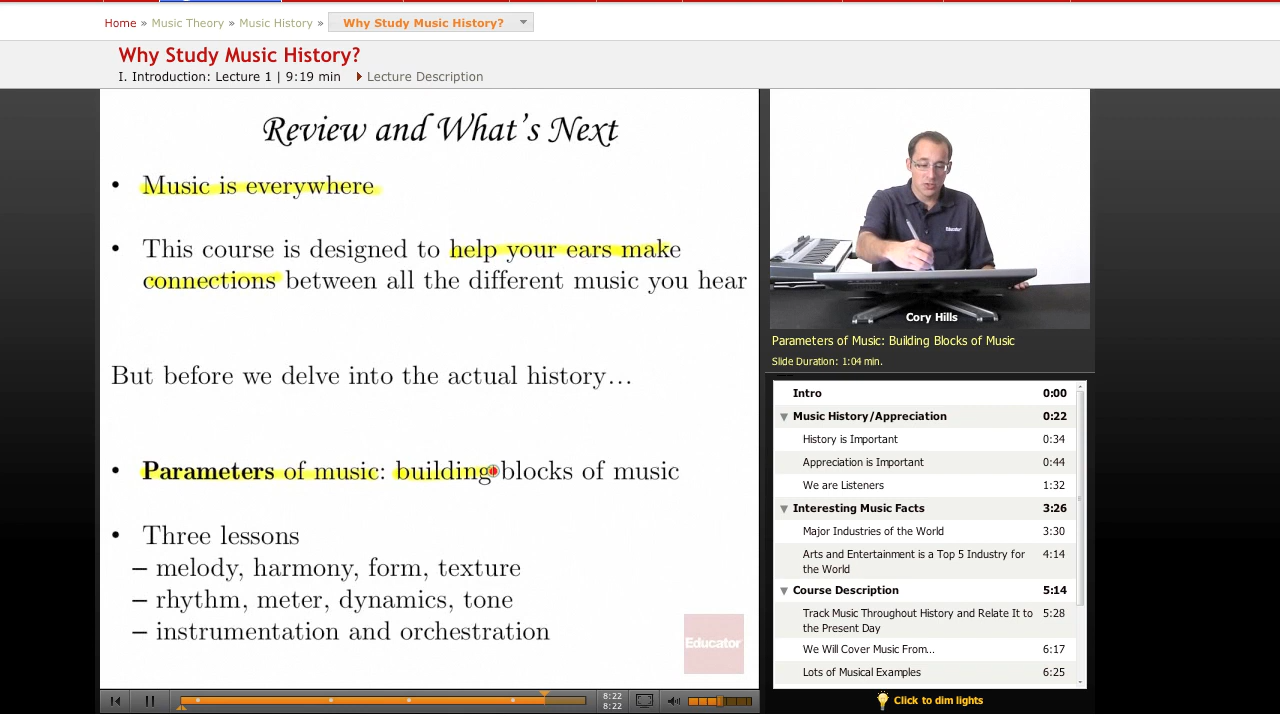 Home » Music Theory » Music History » Why Study Music History?
Why Study Music History?
I. Introduction: Lecture 1 | 9:19 min Lecture Description
Review and What's Next
• Music is everywhere
• This course is designed to help your ears make
connections between all the different music you hear
But before we delve into the actual history…
• Parameters of music: building blocks of music
• Three lessons
– melody, harmony, form, texture
– rhythm, meter, dynamics, tone
– instrumentation and orchestration
Educator
8:22
8:22
Educator
Cory Hills
Parameters of Music: Building Blocks of Music
Slide Duration: 1:04 min.
Intro 0:00
Music History/Appreciation 0:22
History is Important 0:34
Appreciation is Important 0:44
We are Listeners 1:32
Interesting Music Facts 3:26
Major Industries of the World 3:30
Arts and Entertainment is a Top 5 Industry for 4:14
the World
Course Description 5:14
Track Music Throughout History and Relate It to 5:28
the Present Day
We Will Cover Music From... 6:17
Lots of Musical Examples 6:25
Click to dim lights